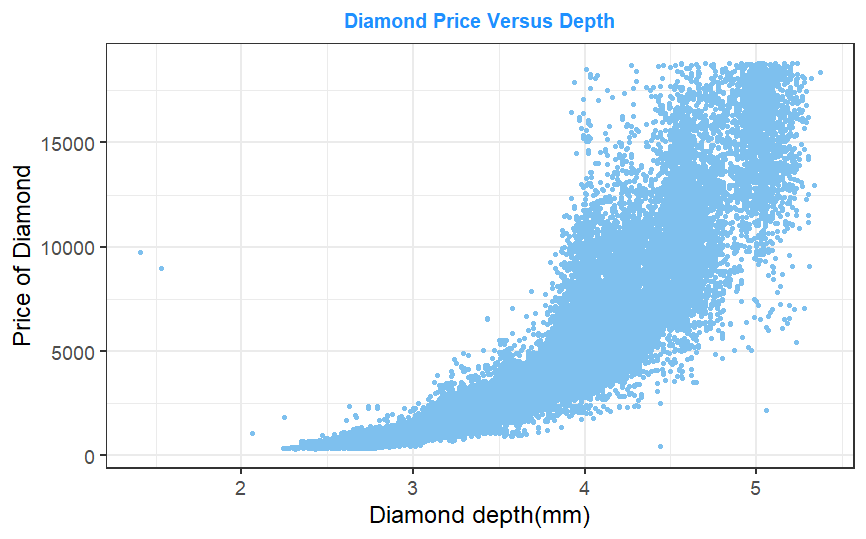 Diamond Price Versus Depth
Price of Diamond
15000
10000
5000
0
2 3 4 5
Diamond depth(mm)